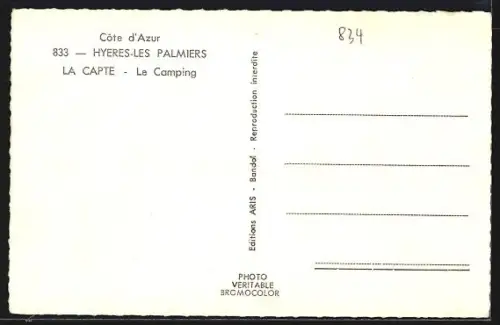 Côte d'Azur
833 — HYERES-LES PALMIERS
LA CAPTE - Le Camping
834
Editions ARIS - Bandol - Reproduction interdite
PHOTO
VERITABLE
BROMOCOLOR